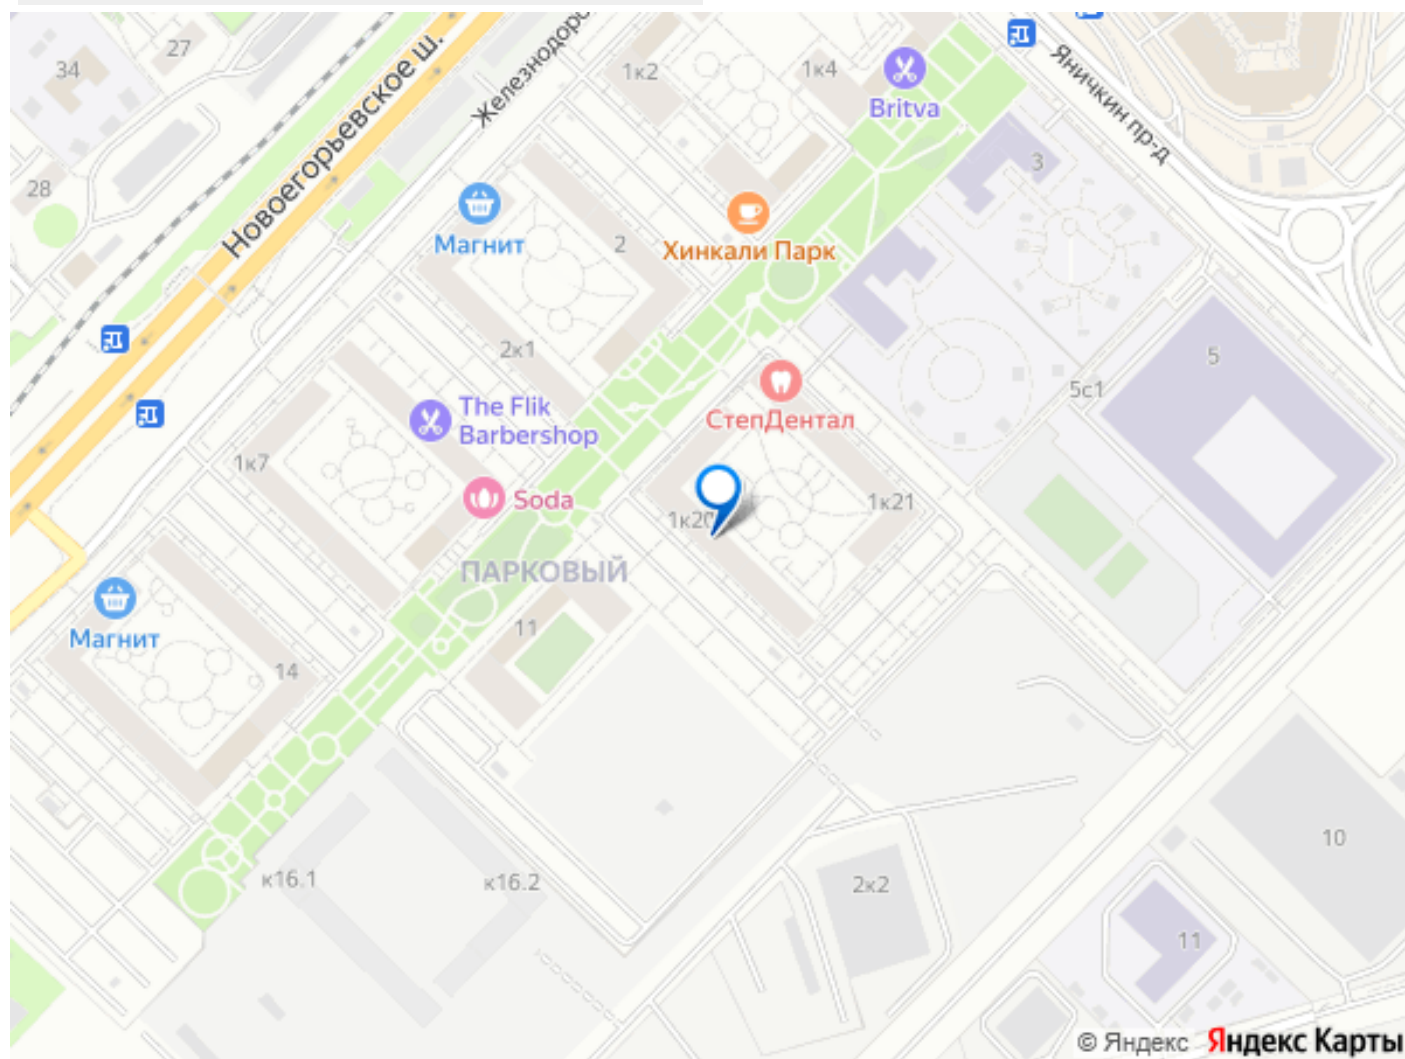 34
27
28
Новоегорьевское ш.
1к2
1к4
Britva
Яничкин пр-д
3
Магнит
2
Хинкали Парк
2к1
СтепДентал
5
5с1
The Flik
Barbershop
1к7
Soda
1к20
1к21
ПАРКОВЫЙ
Магнит
11
14
к16.1
к16.2
2к2
10
11
© Яндекс Яндекс Карты